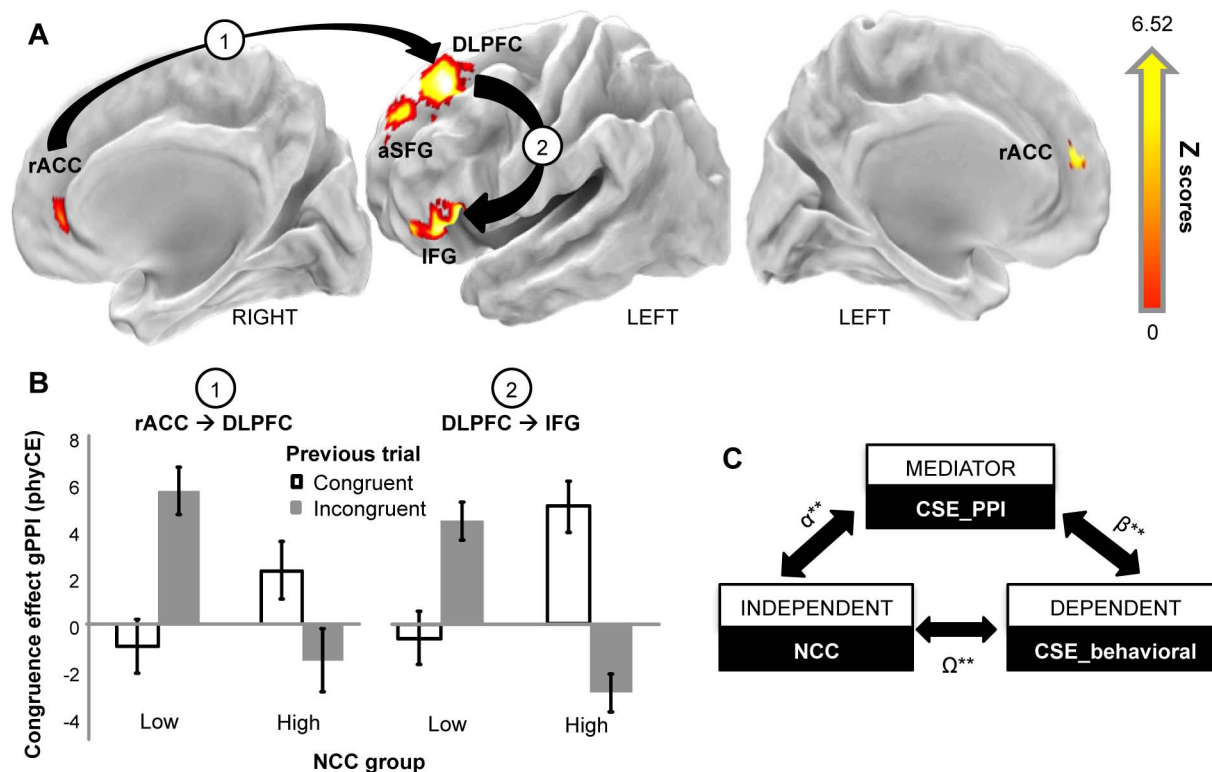 A
1
DLPFC
aSFG
2
rACC
IFG
RIGHT
LEFT
LEFT
rACC
6.52
Z scores
0
B
1
rACC → DLPFC
2
DLPFC → IFG
Previous trial
Congruent
Incongruent
Congruence effect gPPI (phyCE)
8
6
4
2
0
-2
-4
Low
High
Low
High
NCC group
C
MEDIATOR
CSE_PPI
α**
β**
INDEPENDENT
NCC
DEPENDENT
CSE_behavioral
Ω**